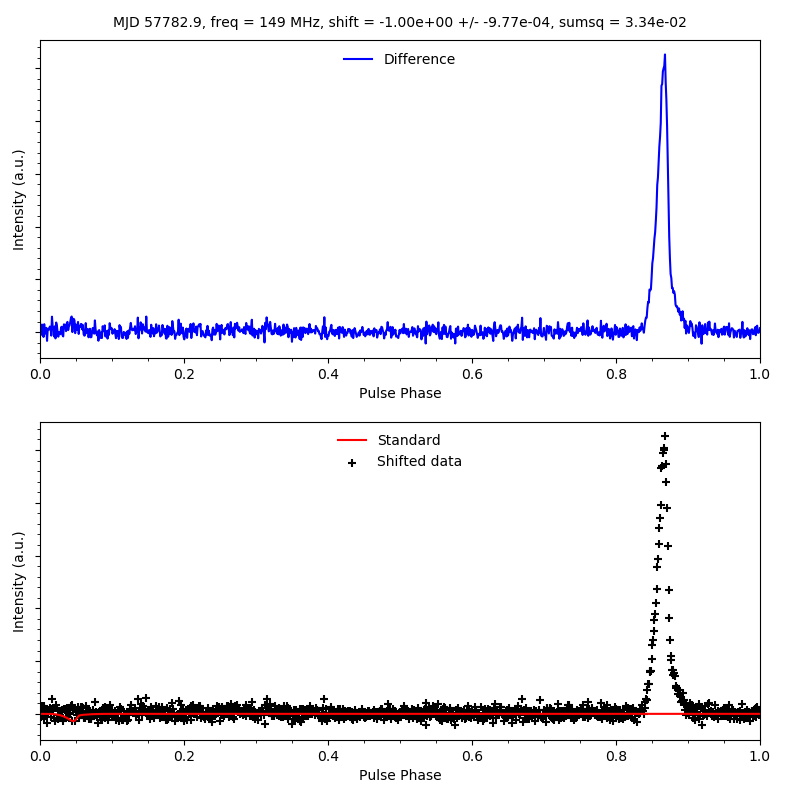 MJD 57782.9, freq = 149 MHz, shift = -1.00e+00 +/- -9.77e-04, sumsq = 3.34e-02
Difference
Intensity (a.u.)
0.0 0.2 0.4 0.6 0.8 1.0
Pulse Phase
Standard
Shifted data
Intensity (a.u.)
0.0 0.2 0.4 0.6 0.8 1.0
Pulse Phase